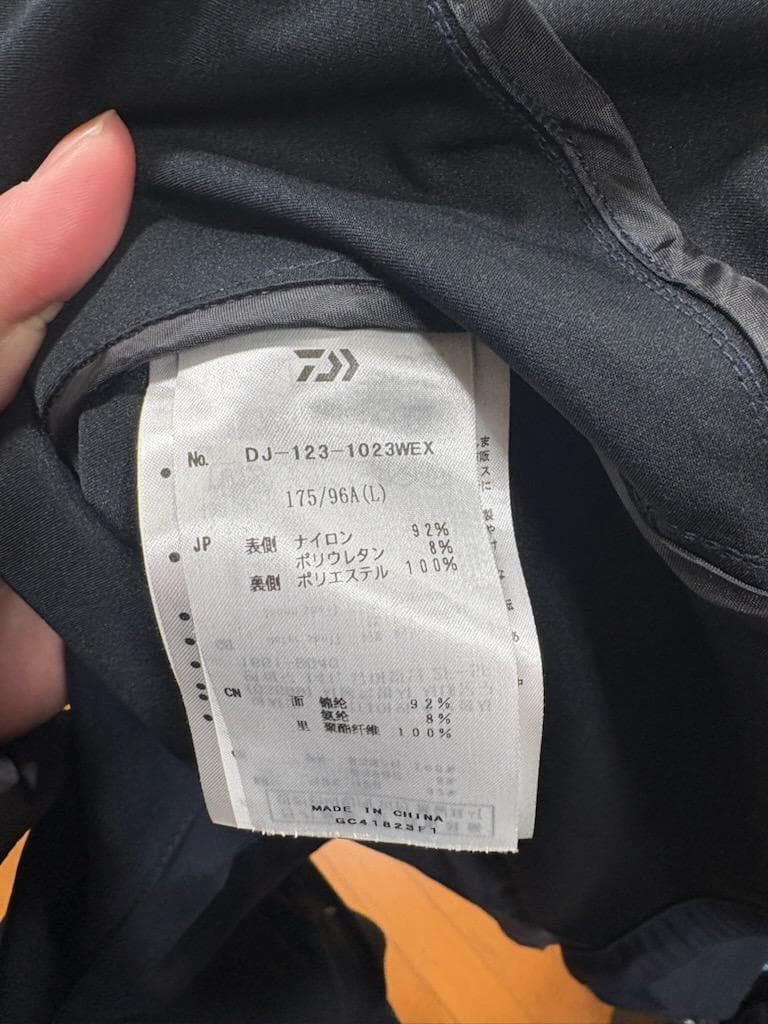 No. DJ-123-1023WEX
175/96A(L)
JP 表側 ナイロン 92%
ポリウレタン 8%
裏側 ポリエステル 100%
CN 面 锦纶 92%
氨纶 8%
里 聚酯纤维 100%
MADE IN CHINA
GC41823F1